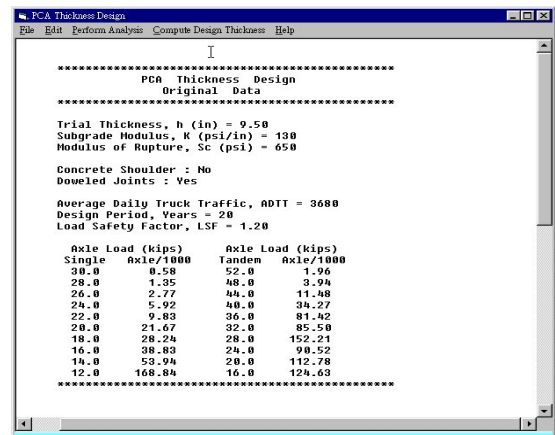 PCA Thickness Design
File Edit Perform Analysis Compute Design Thickness Help
************************************************
PCA Thickness Design
Original Data
************************************************
Trial Thickness, h (in) = 9.50
Subgrade Modulus, K (psi/in) = 130
Modulus of Rupture, Sc (psi) = 650
Concrete Shoulder : No
Doweled Joints : Yes
Average Daily Truck Traffic, ADTT = 3680
Design Period, Years = 20
Load Safety Factor, LSF = 1.20
Axle Load (kips) Axle Load (kips)
Single Axle/1000 Tandem Axle/1000
30.0 0.58 52.0 1.96
28.0 1.35 48.0 3.94
26.0 2.77 44.0 11.48
24.0 5.92 40.0 34.27
22.0 9.83 36.0 81.42
20.0 21.67 32.0 85.50
18.0 28.24 28.0 152.21
16.0 38.83 24.0 90.52
14.0 53.94 20.0 112.78
12.0 168.84 16.0 124.63
************************************************